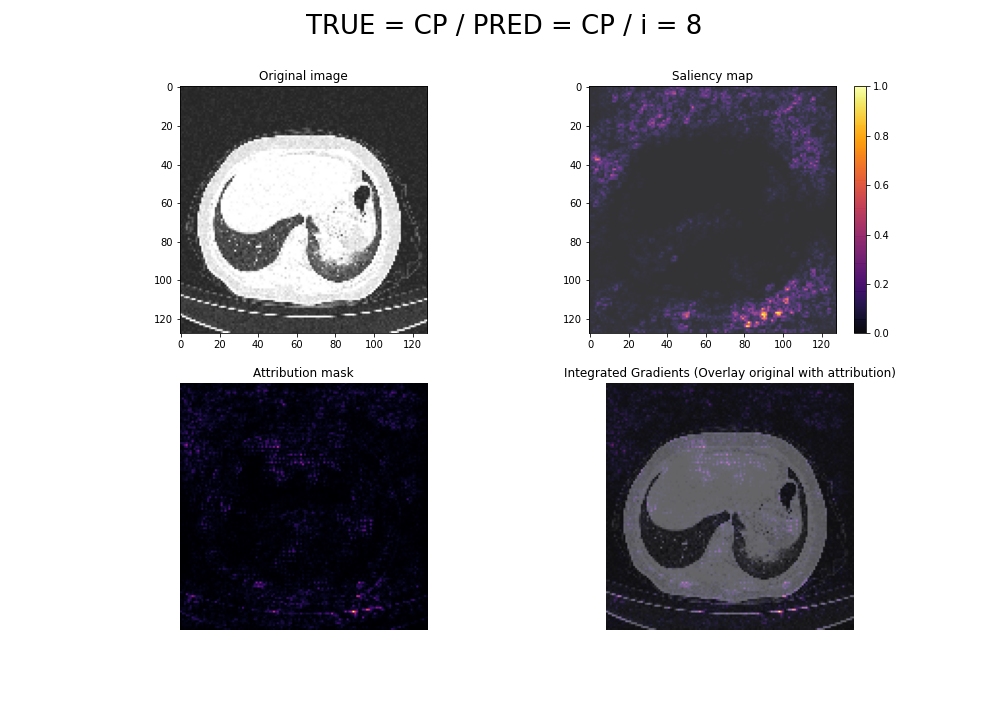 TRUE = CP / PRED = CP / i = 8
Original image
Saliency map
0
20
40
60
80
100
120
0 20 40 60 80 100 120
0
20
40
60
80
100
120
0 20 40 60 80 100 120
1.0
0.8
0.6
0.4
0.2
0.0
Attribution mask
Integrated Gradients (Overlay original with attribution)